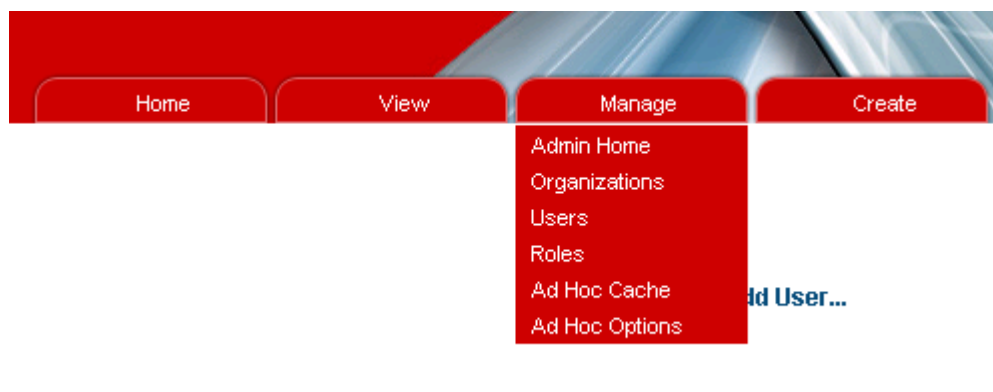 Home View Manage Create
Admin Home
Organizations
Users
Roles
Ad Hoc Cache
dd User...
Ad Hoc Options